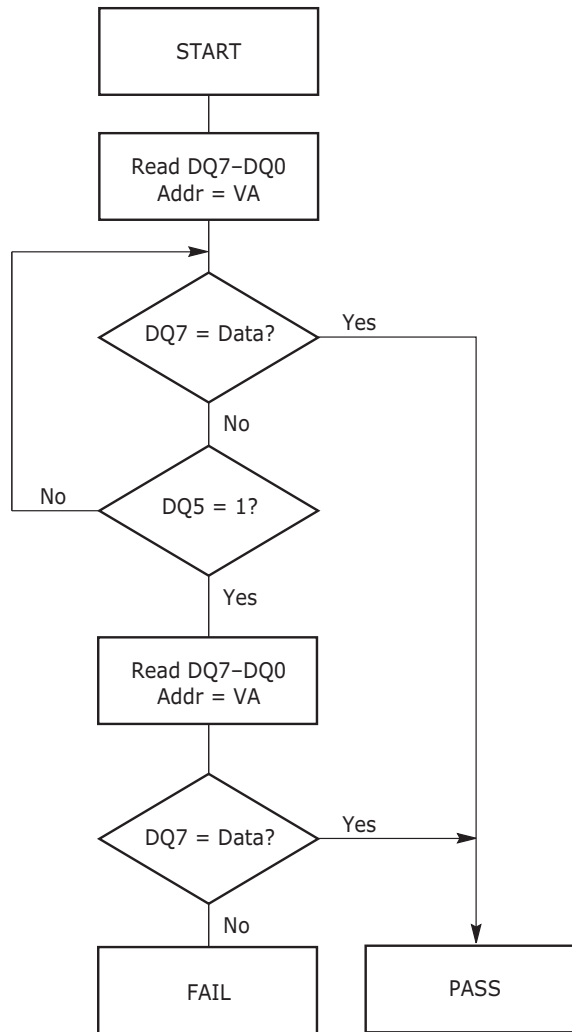 START
Read DQ7–DQ0
Addr = VA
DQ7 = Data?
Yes
No
No
DQ5 = 1?
Yes
Read DQ7–DQ0
Addr = VA
DQ7 = Data?
Yes
No
FAIL
PASS